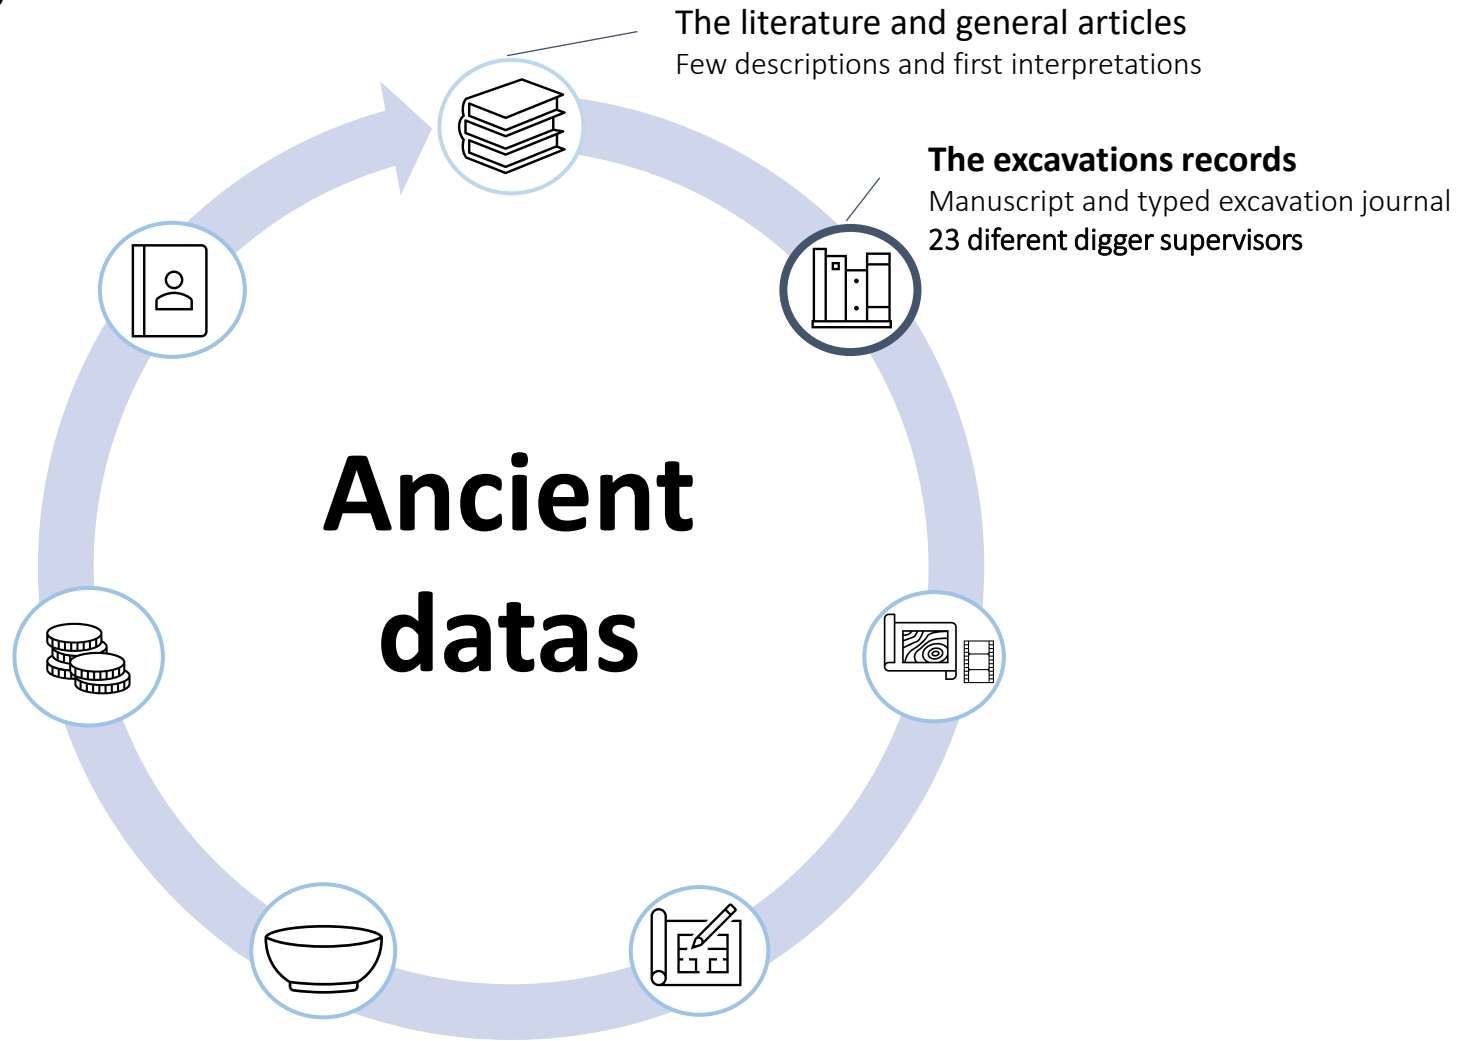 The literature and general articles
Few descriptions and first interpretations
The excavations records
Manuscript and typed excavation journal
23 diferent digger supervisors
Ancient
datas